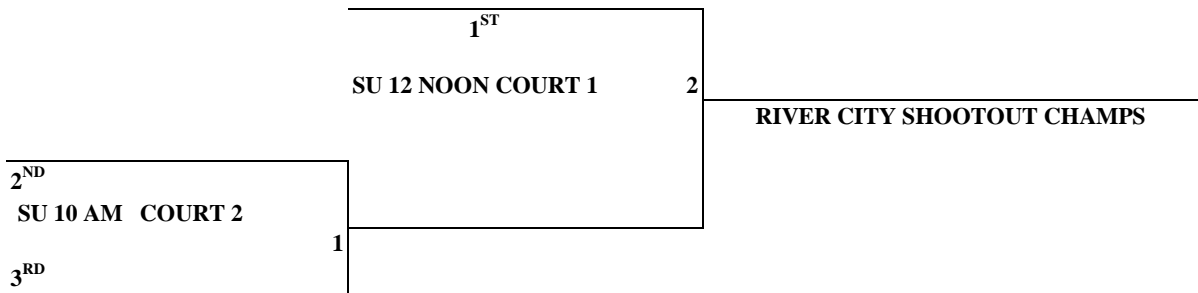 1ST
SU 12 NOON COURT 1 2
RIVER CITY SHOOTOUT CHAMPS
2ND
SU 10 AM COURT 2
1
3RD